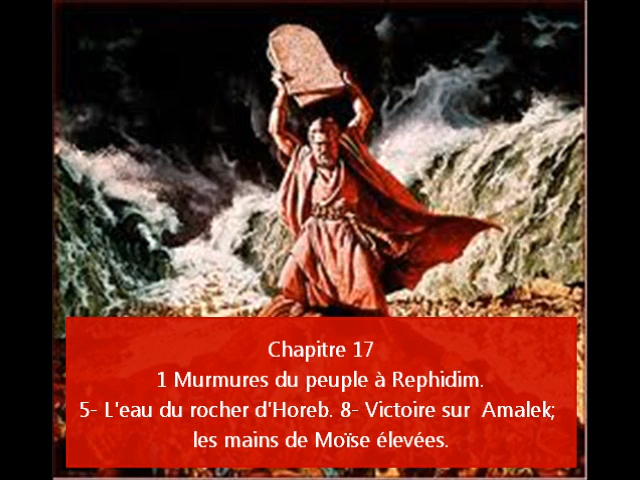 Chapitre 17
1 Murmures du peuple à Rephidim.
5- L'eau du rocher d'Horeb. 8- Victoire sur  Amalek;
les mains de Moïse élevées.